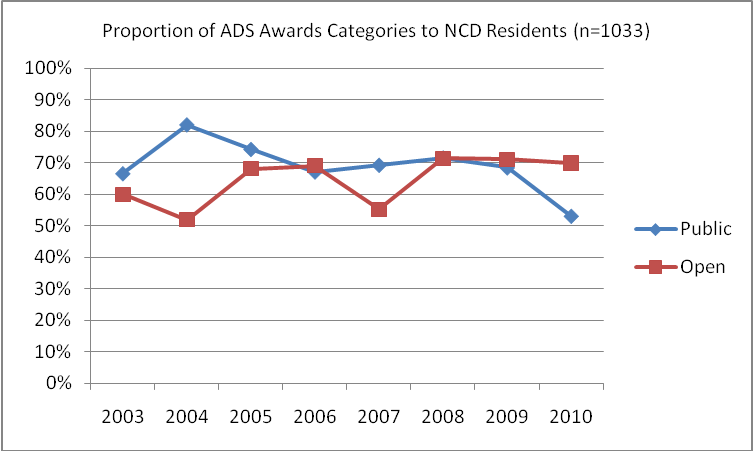 Proportion of ADS Awards Categories to NCD Residents (n=1033)
100%
90%
80%
70%
60%
50%
40%
30%
20%
10%
0%
2003 2004 2005 2006 2007 2008 2009 2010
Public
Open